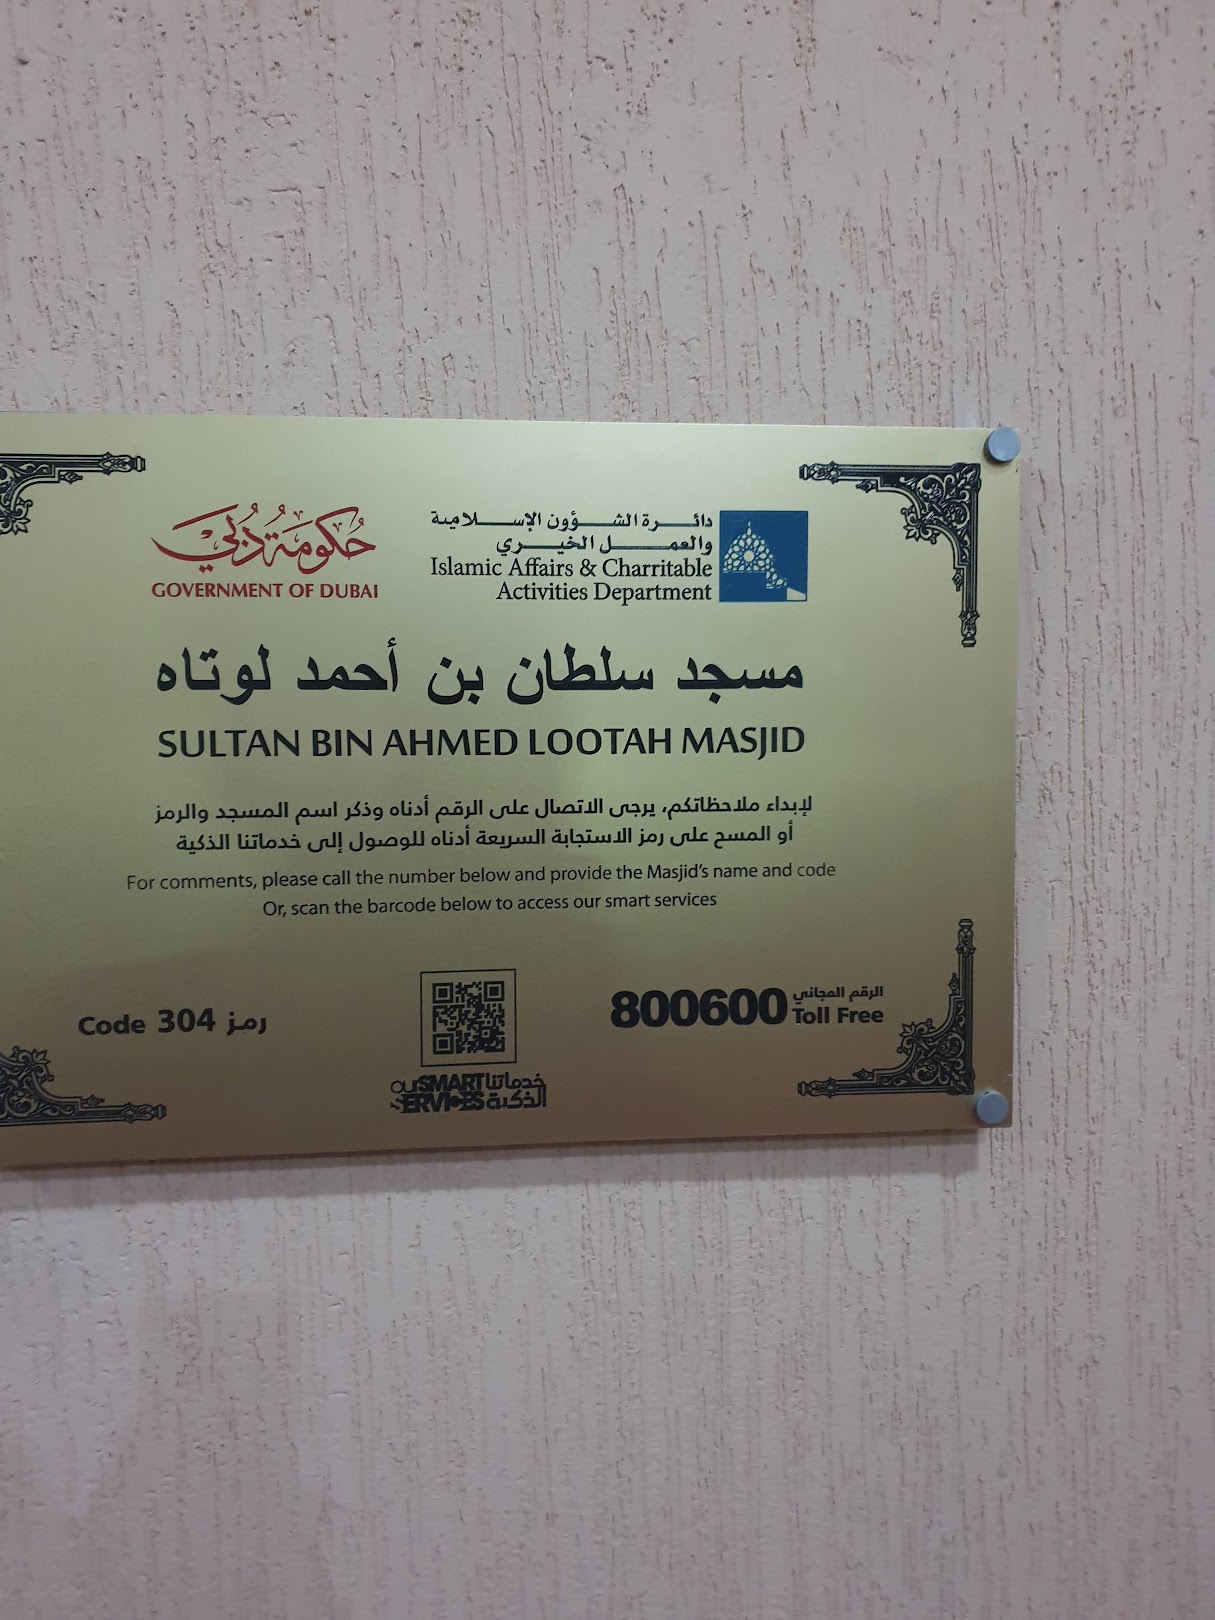 حكومة دبي
GOVERNMENT OF DUBAI
دائرة الشؤون الإسلامية
والعمل الخيري
Islamic Affairs & Charritable
Activities Department
مسجد سلطان بن أحمد لوتاه
SULTAN BIN AHMED LOOTAH MASJID
لإبداء ملاحظاتكم، يرجى الاتصال على الرقم أدناه وذكر اسم المسجد والرمز
أو المسح على رمز الاستجابة السريعة أدناه للوصول إلى خدماتنا الذكية
For comments, please call the number below and provide the Masjid's name and code
Or, scan the barcode below to access our smart services
Code 304 رمز
800600 الرقم المجاني
Toll Free
ourSMART خدماتنا
SERVICES الذكية